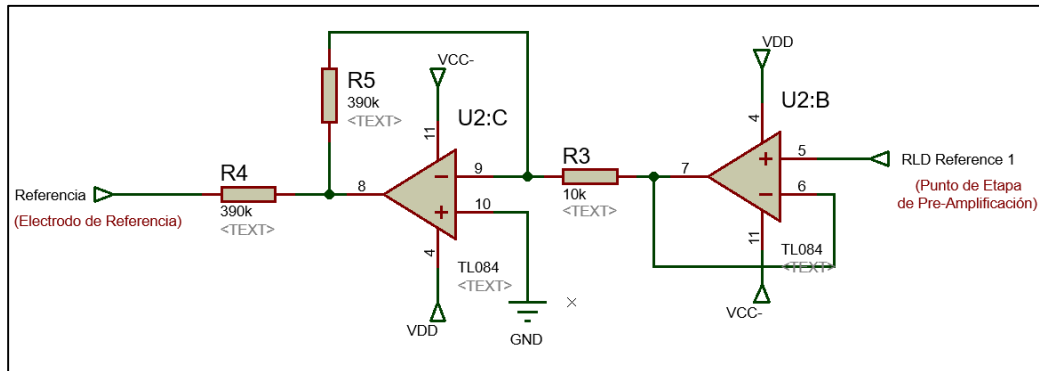 VDD
VCC-
R5
390k
<TEXT>
U2:C
U2:B
11
4
R3
10k
<TEXT>
R4
390k
<TEXT>
Referencia
(Electrodo de Referencia)
8
9
10
7
5
6
RLD Reference 1
(Punto de Etapa
de Pre-Amplificación)
4
11
TL084
<TEXT>
TL084
<TEXT>
VDD
GND
VCC-